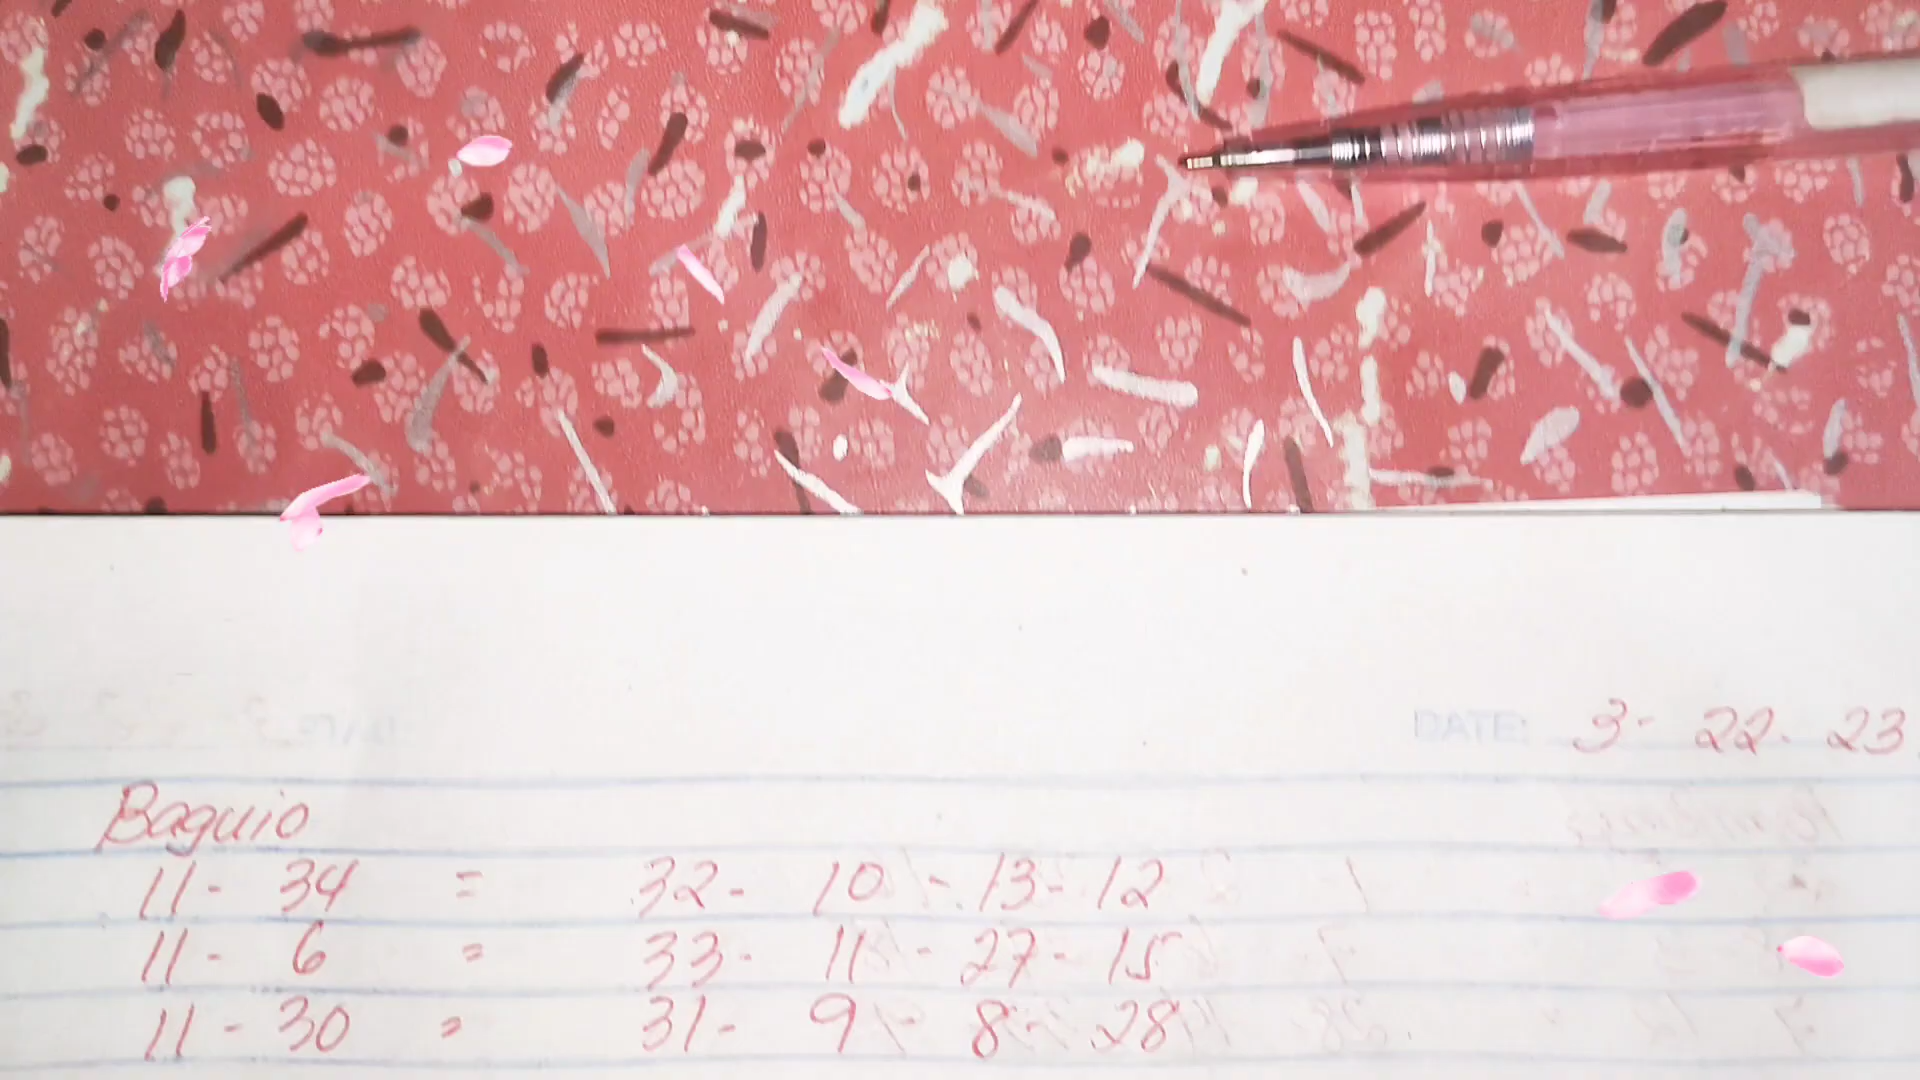 DATE: 3- 22- 23
Baguio
11- 34 = 32- 10 - 13- 12
11- 6 = 33- 11 - 27- 15
11- 30 = 31- 9 - 8 - 28